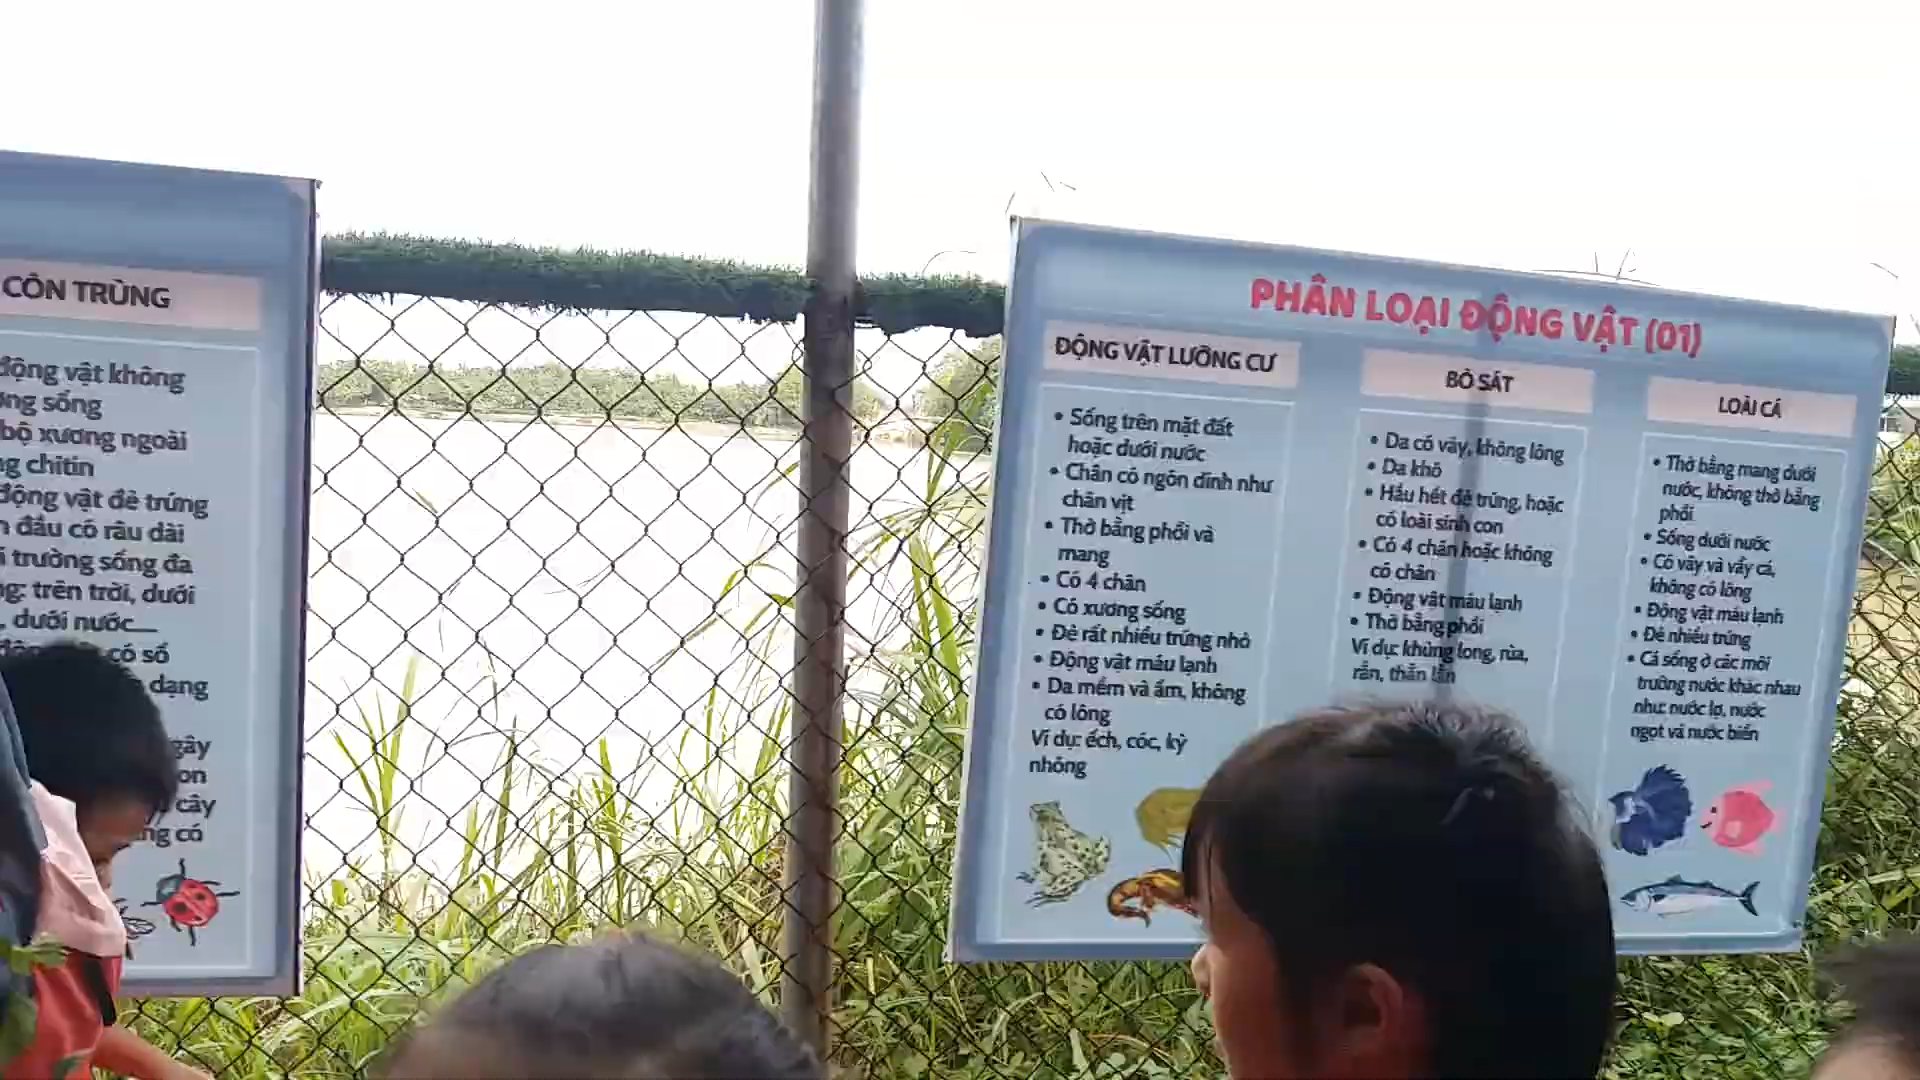 CÔN TRÙNG
động vật không
sống
bộ xương ngoài
chitin
động vật đẻ trứng
đầu có râu dài
trường sống đa
trên trời, dưới
, dưới nước...
có số
dạng
gây
cây
có
PHÂN LOẠI ĐỘNG VẬT (01)
ĐỘNG VẬT LƯỠNG CƯ
• Sống trên mặt đất
hoặc dưới nước
• Chân có ngón dính như
chân vịt
• Thở bằng phổi và
mang
• Có 4 chân
• Có xương sống
• Đẻ rất nhiều trứng nhỏ
• Động vật máu lạnh
• Da mềm và ẩm, không
có lông
Ví dụ: ếch, cóc, kỳ
nhông
BÒ SÁT
• Da có vảy, không lông
• Da khô
• Hầu hết đẻ trứng, hoặc
có loài sinh con
• Có 4 chân hoặc không
có chân
• Động vật máu lạnh
• Thở bằng phổi
Ví dụ: khủng long, rùa,
rắn, thằn lằn
LOÀI CÁ
• Thở bằng mang dưới
nước, không thở bằng
phổi
• Sống dưới nước
• Có vây và vẩy cá,
không có lông
• Động vật máu lạnh
• Đẻ nhiều trứng
• Cá sống ở các môi
trường nước khác nhau
như: nước lợ, nước
ngọt và nước biển